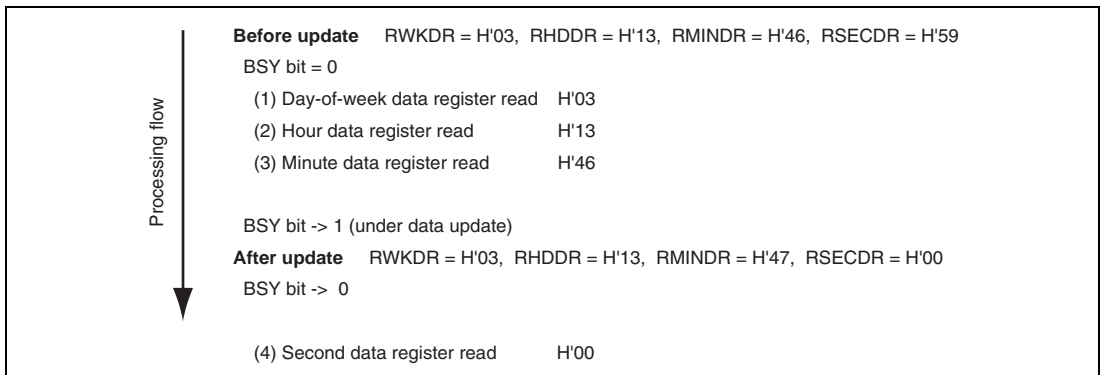 Before update RWKDR = H'03, RHDDR = H'13, RMINDR = H'46, RSECDR = H'59
BSY bit = 0
(1) Day-of-week data register read H'03
(2) Hour data register read H'13
(3) Minute data register read H'46
Processing flow
BSY bit -> 1 (under data update)
After update RWKDR = H'03, RHDDR = H'13, RMINDR = H'47, RSECDR = H'00
BSY bit -> 0
(4) Second data register read H'00